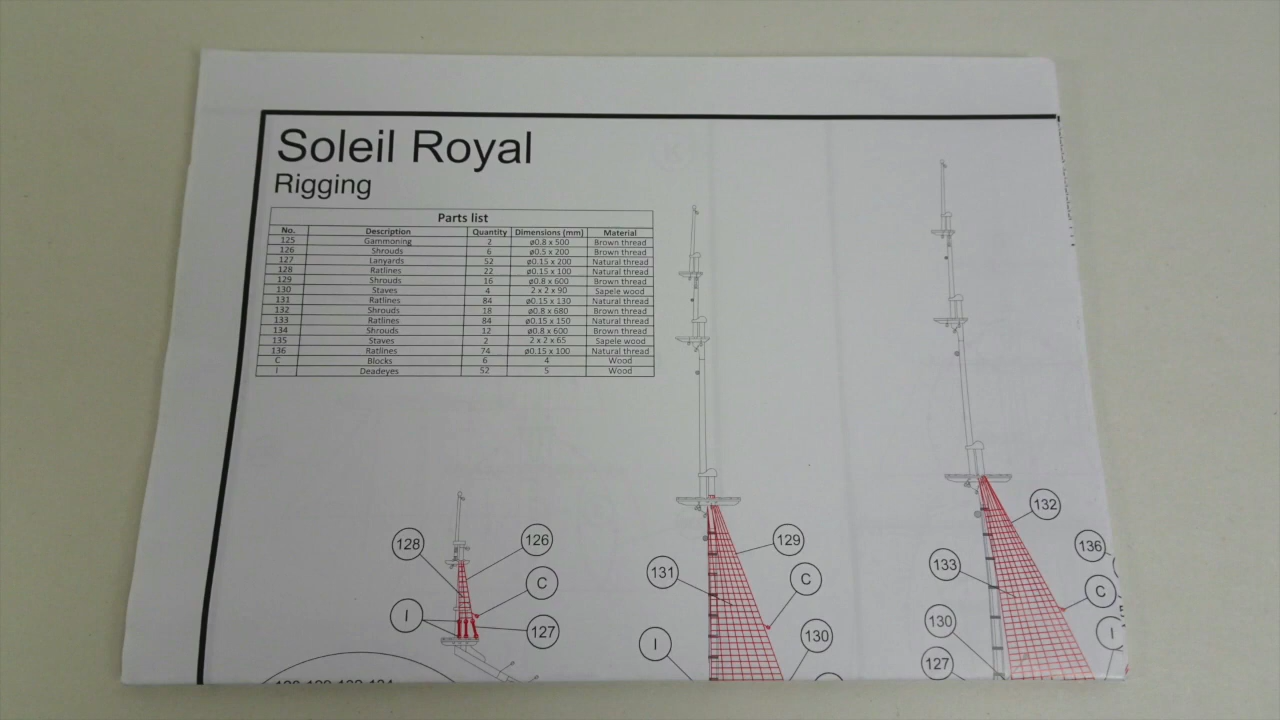 Soleil Royal
Rigging
Parts list
No. Description Quantity Dimensions (mm) Material
125 Gammoning 2 ø0.8 x 500 Brown thread
126 Shrouds 6 ø0.5 x 200 Brown thread
127 Lanyards 52 ø0.15 x 200 Natural thread
128 Ratlines 22 ø0.15 x 100 Natural thread
129 Shrouds 16 ø0.8 x 600 Brown thread
130 Staves 4 2 x 2 x 90 Sapele wood
131 Ratlines 84 ø0.15 x 130 Natural thread
132 Shrouds 18 ø0.8 x 680 Brown thread
133 Ratlines 84 ø0.15 x 150 Natural thread
134 Shrouds 12 ø0.8 x 600 Brown thread
135 Staves 2 2 x 2 x 65 Sapele wood
136 Ratlines 74 ø0.15 x 100 Natural thread
C Blocks 6 4 Wood
I Deadeyes 52 5 Wood
128
126
C
I
127
129
131
C
130
I
132
136
133
C
130
I
127